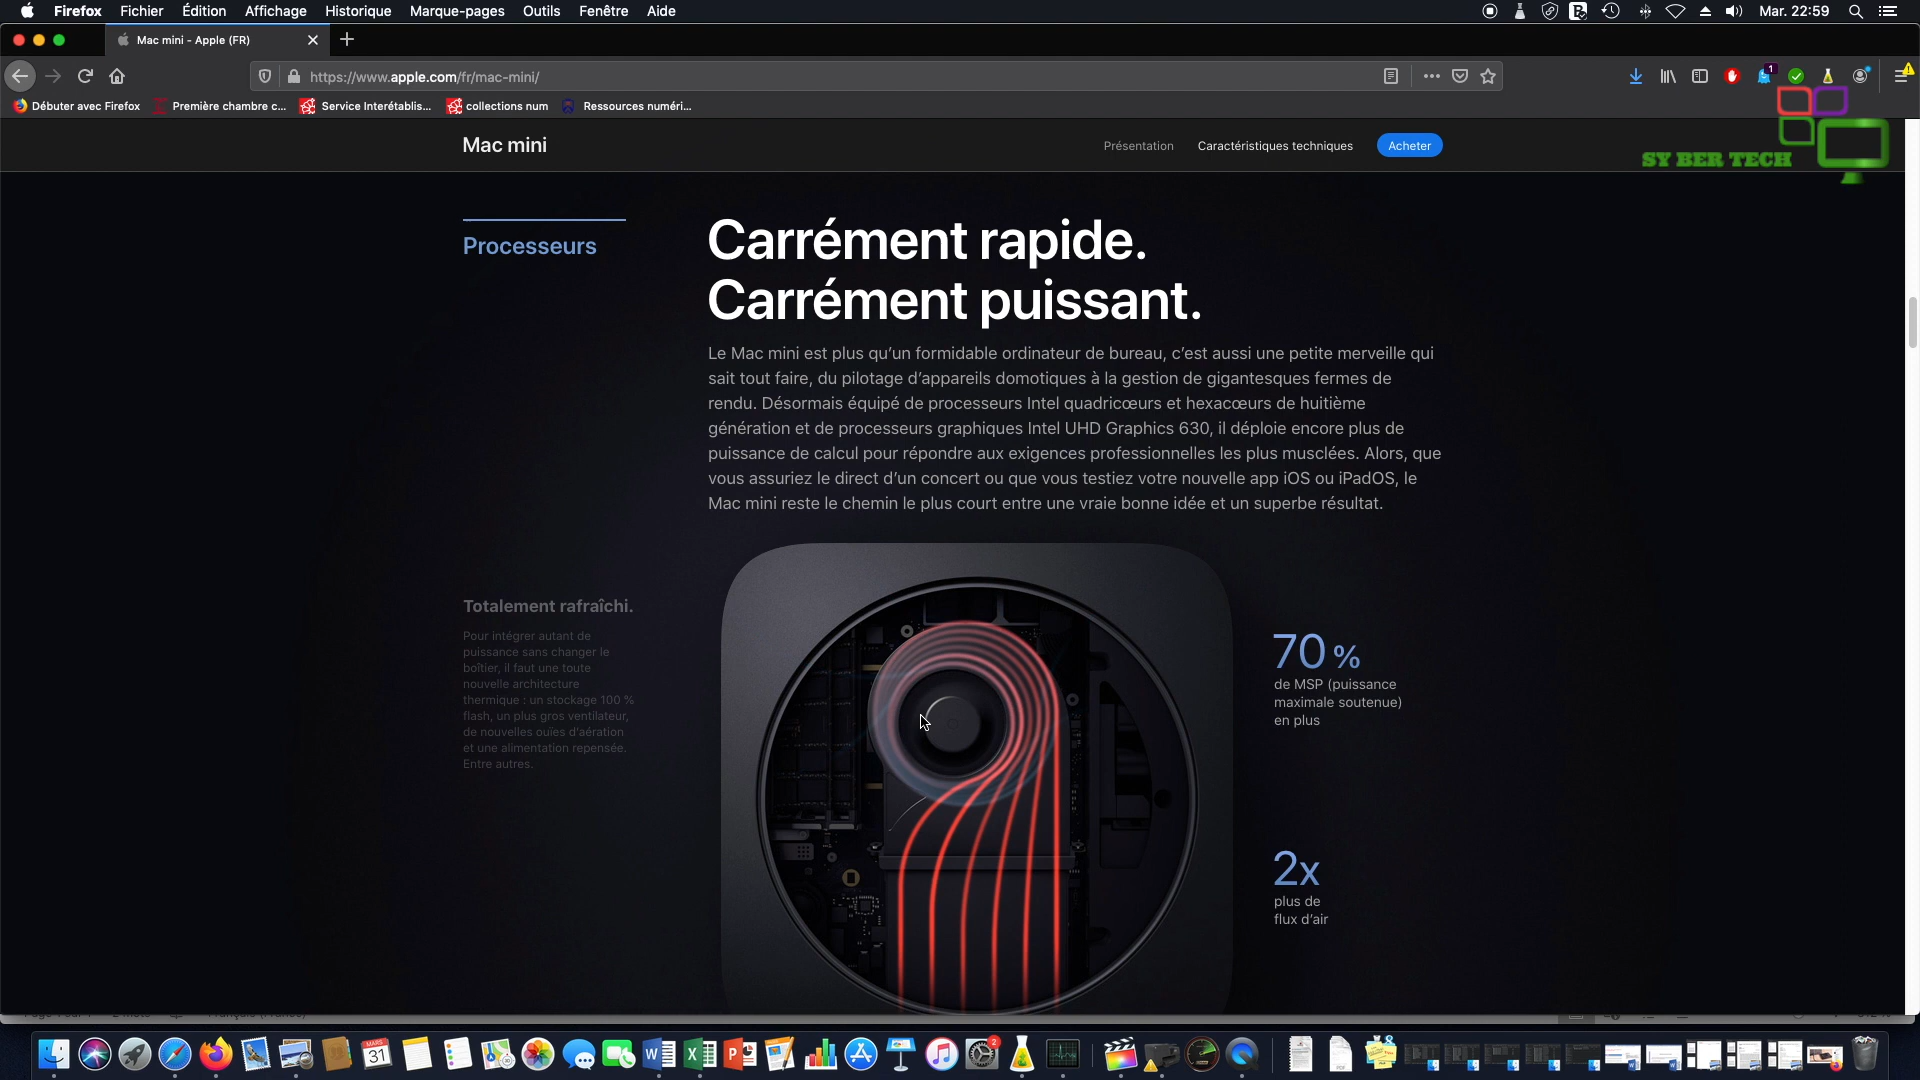 Firefox Fichier Édition Affichage Historique Marque-pages Outils Fenêtre Aide
Mar. 22:59
Mac mini - Apple (FR)
https://www.apple.com/fr/mac-mini/
1
Débuter avec Firefox Première chambre c... Service Interétablis... collections num Ressources numéri...
Mac mini
Présentation Caractéristiques techniques Acheter
SY BER TECH
Processeurs
Carrément rapide.
Carrément puissant.
Le Mac mini est plus qu'un formidable ordinateur de bureau, c'est aussi une petite merveille qui
sait tout faire, du pilotage d'appareils domotiques à la gestion de gigantesques fermes de
rendu. Désormais équipé de processeurs Intel quadricœurs et hexacœurs de huitième
génération et de processeurs graphiques Intel UHD Graphics 630, il déploie encore plus de
puissance de calcul pour répondre aux exigences professionnelles les plus musclées. Alors, que
vous assuriez le direct d'un concert ou que vous testiez votre nouvelle app iOS ou iPadOS, le
Mac mini reste le chemin le plus court entre une vraie bonne idée et un superbe résultat.
Totalement rafraîchi.
Pour intégrer autant de
puissance sans changer le
boîtier, il faut une toute
nouvelle architecture
thermique : un stockage 100 %
flash, un plus gros ventilateur,
de nouvelles ouïes d'aération
et une alimentation repensée.
Entre autres.
70 %
de MSP (puissance
maximale soutenue)
en plus
2x
plus de
flux d'air
MARS
31
2